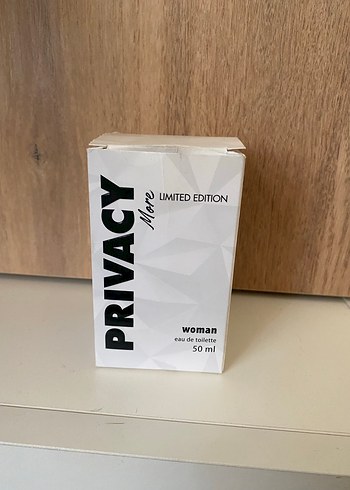 PRIVACY
More
LIMITED EDITION
woman
eau de toilette
50 ml